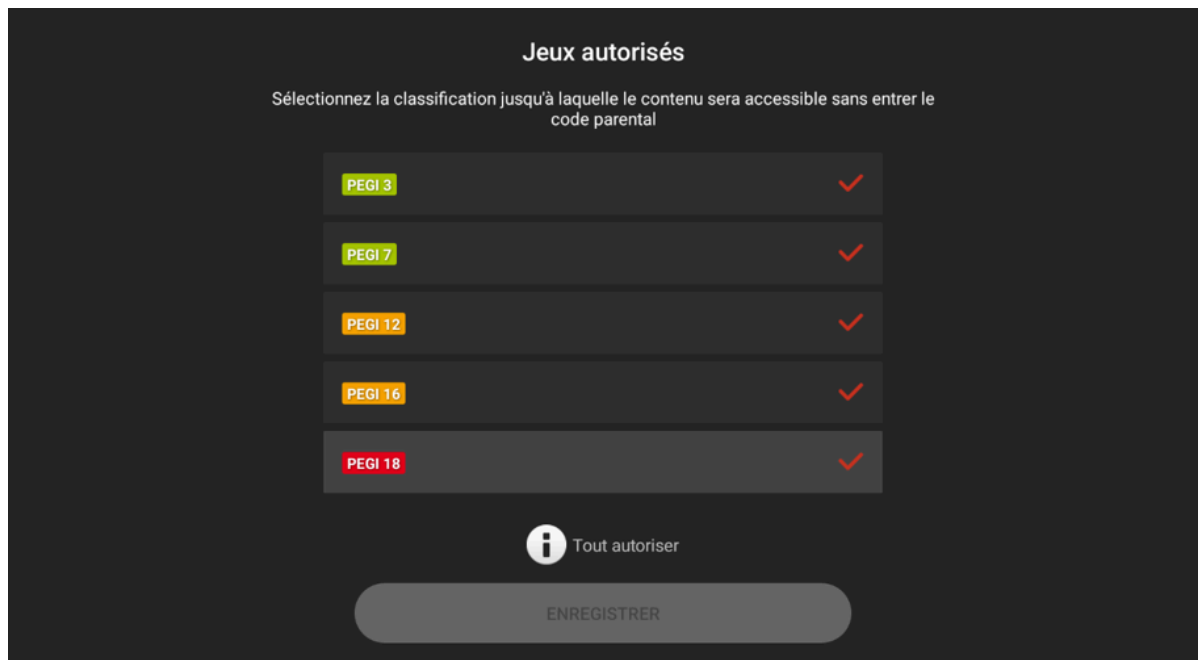 Jeux autorisés
Sélectionnez la classification jusqu'à laquelle le contenu sera accessible sans entrer le
code parental
PEGI 3
PEGI 7
PEGI 12
PEGI 16
PEGI 18
Tout autoriser
ENREGISTRER